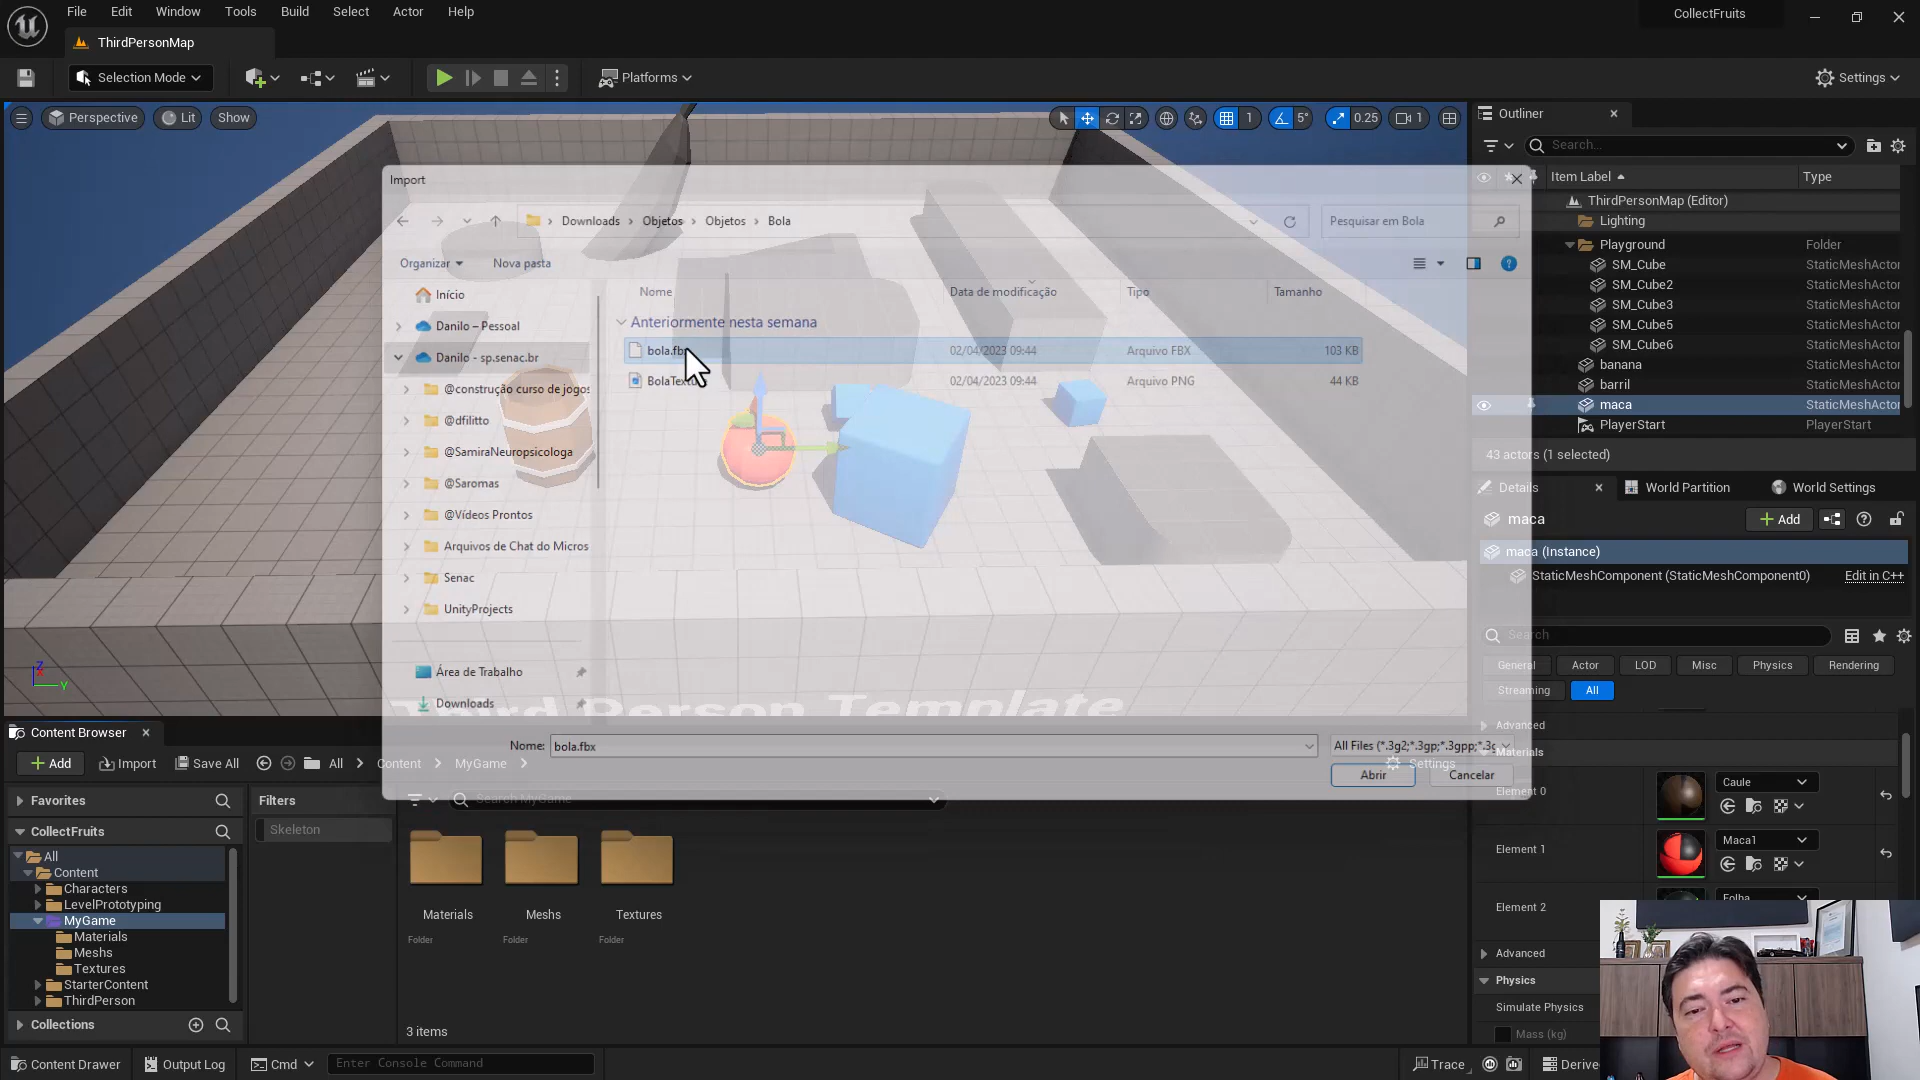 File Edit Window Tools Build Select Actor Help
CollectFruits
ThirdPersonMap
Selection Mode
Platforms
Settings
Perspective
Lit
Show
1
5°
0.25
1
Outliner
Search...
Item Label
Type
ThirdPersonMap (Editor)
Lighting
Playground Folder
SM_Cube StaticMeshActor
SM_Cube2 StaticMeshActor
SM_Cube3 StaticMeshActor
SM_Cube5 StaticMeshActor
SM_Cube6 StaticMeshActor
banana StaticMeshActor
barril StaticMeshActor
maca StaticMeshActor
PlayerStart PlayerStart
43 actors (1 selected)
Import
Downloads > Objetos > Objetos > Bola
Pesquisar em Bola
Organizar
Nova pasta
Nome
Data de modificação
Tipo
Tamanho
Anteriormente nesta semana
bola.fbx 02/04/2023 09:44 Arquivo FBX 103 KB
02/04/2023 09:44 Arquivo PNG 44 KB
Início
Danilo – Pessoal
Danilo - sp.senac.br
@construção curso de jogos
@dfilitto
@SamiraNeuropsicologa
@Saromas
@Vídeos Prontos
Arquivos de Chat do Micros
Senac
UnityProjects
Área de Trabalho
Downloads
Third Person Template
Nome: bola.fbx
All Files (*.3g2;*.3gp;*.3gpp;*.3g
Abrir
Cancelar
Details
World Partition
World Settings
maca
Add
maca (Instance)
StaticMeshComponent (StaticMeshComponent0)
Edit in C++
Search
General Actor LOD Misc Physics Rendering
Streaming All
Advanced
Materials
Element 0
Caule
Element 1
Maca1
Element 2
Folha
Advanced
Physics
Simulate Physics
Mass (kg)
Content Browser
Add
Import
Save All
All > Content > MyGame >
Settings
Favorites
CollectFruits
All
Content
Characters
LevelPrototyping
MyGame
Materials
Meshes
Textures
StarterContent
ThirdPerson
Collections
Filters
Skeleton
Search MyGame
Materials
Folder
Meshs
Folder
Textures
Folder
3 items
Content Drawer
Output Log
Cmd
Enter Console Command
Trace
Derive